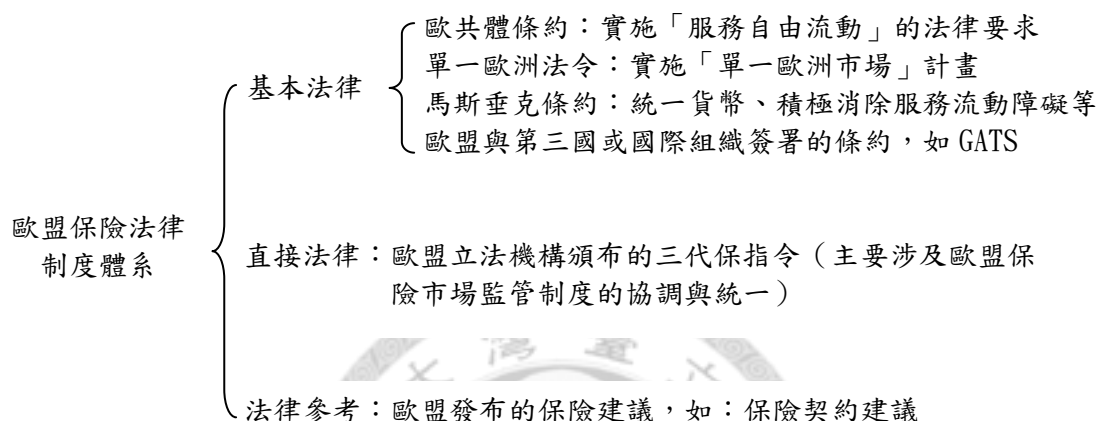 歐共體條約：實施「服務自由流動」的法律要求
單一歐洲法令：實施「單一歐洲市場」計畫
基本法律
馬斯垂克條約：統一貨幣、積極消除服務流動障礙等
歐盟與第三國或國際組織簽署的條約，如 GATS
歐盟保險法律
制度體系
直接法律：歐盟立法機構頒布的三代保指令（主要涉及歐盟保
險市場監管制度的協調與統一）
灣 臺
大
法律參考：歐盟發布的保險建議，如：保險契約建議